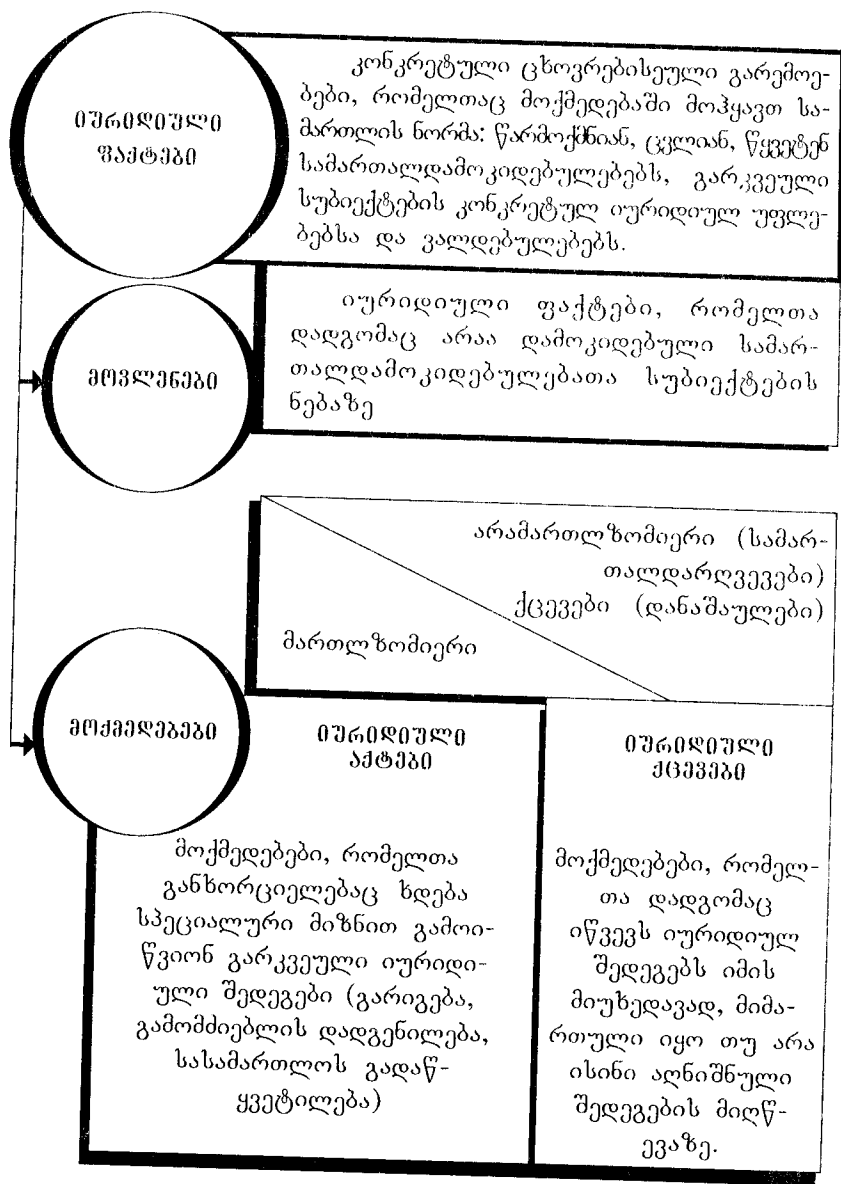 იურიდიული
ფაქტები
კონკრეტული ცხოვრებისეული გარემოე-
ბები, რომელთაც მოქმედებაში მოჰყავთ სა-
მართლის ნორმა: წარმოქმნიან, ცვლიან, წყვეტენ
სამართალდამოკიდებულებებს, გარკვეული
სუბიექტების კონკრეტულ იურიდიულ უფლე-
ბებსა და ვალდებულებებს.
მოვლენები
იურიდიული ფაქტები, რომელთა
დადგომაც არაა დამოკიდებული სამარ-
თალდამოკიდებულებათა სუბიექტების
ნებაზე
არამართლზომიერი (სამარ-
თალდარღვევები)
ქცევები (დანაშაულები)
მართლზომიერი
მოქმედებები
იურიდიული
აქტები
მოქმედებები, რომელთა
განხორციელებაც ხდება
სპეციალური მიზნით გამოი-
წვიონ გარკვეული იურიდი-
ული შედეგები (გარიგება,
გამომძიებლის დადგენილება,
სასამართლოს გადაწ-
ყვეტილება)
იურიდიული
ქცევები
მოქმედებები, რომელ-
თა დადგომაც
იწვევს იურიდიულ
შედეგებს იმის
მიუხედავად, მიმა-
რთული იყო თუ არა
ისინი აღნიშნული
შედეგების მიღწ-
ევაზე.